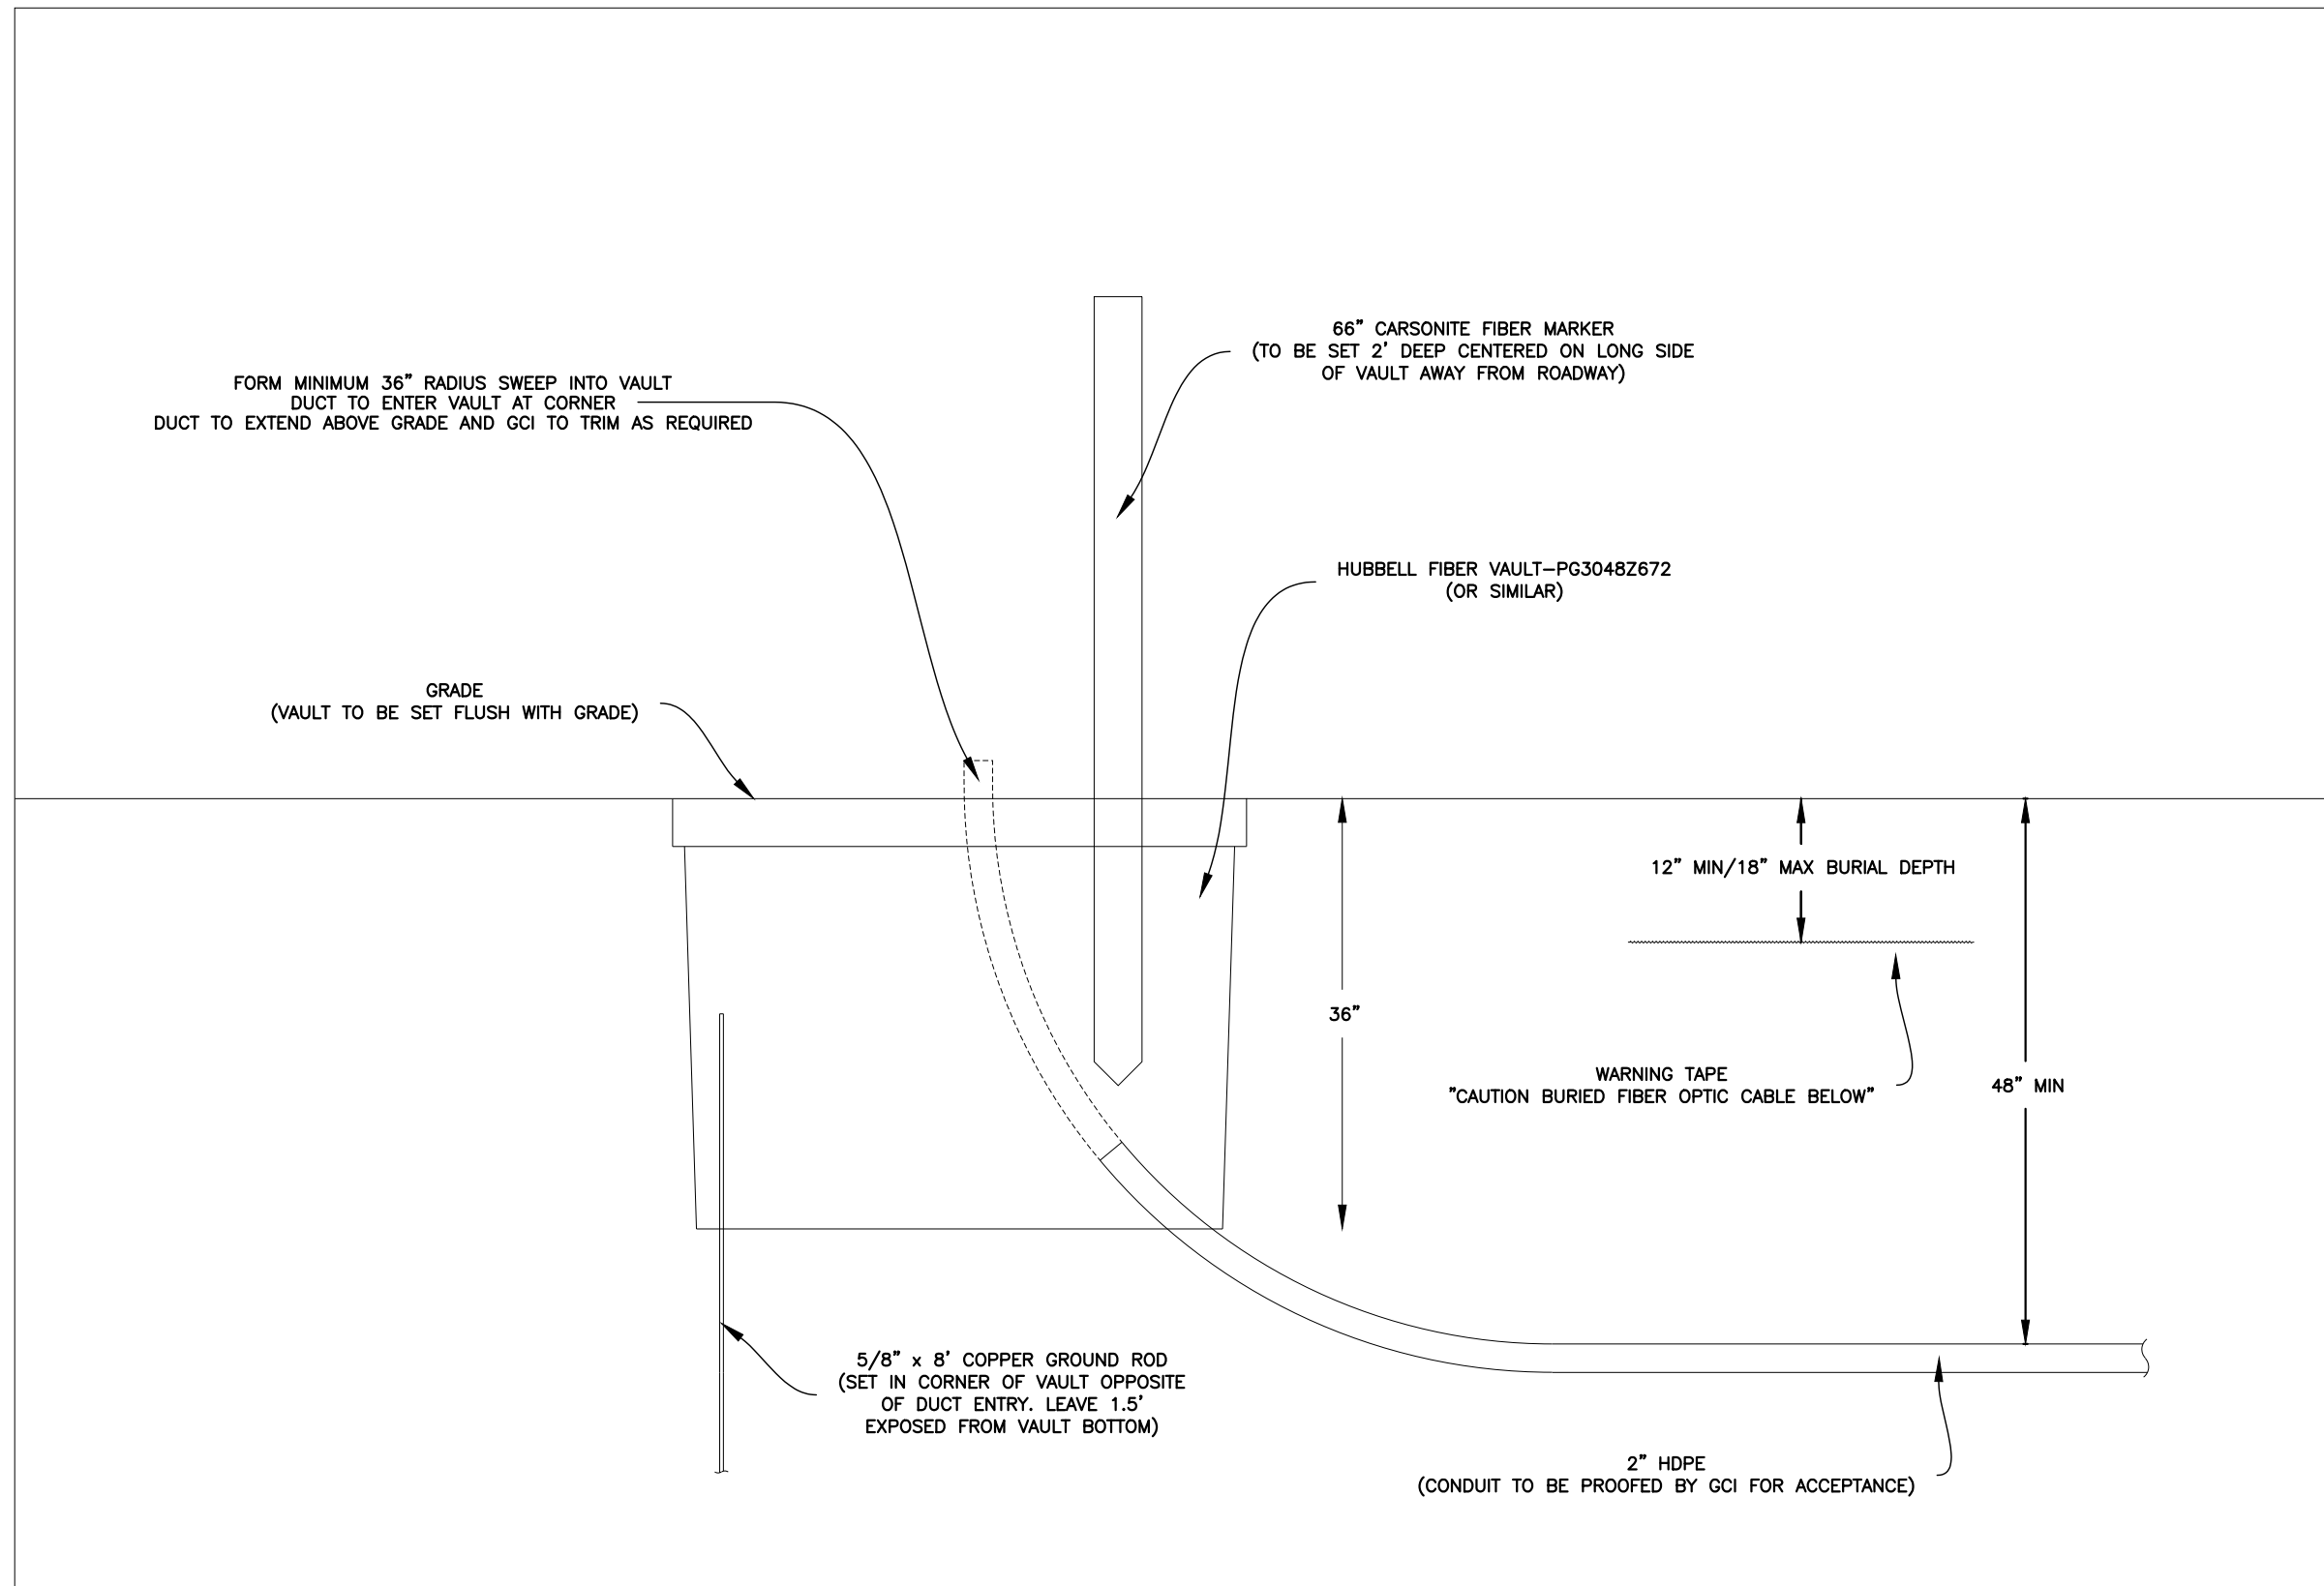 66” CARSONITE FIBER MARKER
(TO BE SET 2’ DEEP CENTERED ON LONG SIDE
OF VAULT AWAY FROM ROADWAY)
FORM MINIMUM 36” RADIUS SWEEP INTO VAULT
DUCT TO ENTER VAULT AT CORNER
DUCT TO EXTEND ABOVE GRADE AND GCI TO TRIM AS REQUIRED
HUBBELL FIBER VAULT–PG3048Z672
(OR SIMILAR)
GRADE
(VAULT TO BE SET FLUSH WITH GRADE)
12” MIN/18” MAX BURIAL DEPTH
36”
WARNING TAPE
”CAUTION BURIED FIBER OPTIC CABLE BELOW”
48” MIN
5/8” x 8’ COPPER GROUND ROD
(SET IN CORNER OF VAULT OPPOSITE
OF DUCT ENTRY. LEAVE 1.5’
EXPOSED FROM VAULT BOTTOM)
2” HDPE
(CONDUIT TO BE PROOFED BY GCI FOR ACCEPTANCE)